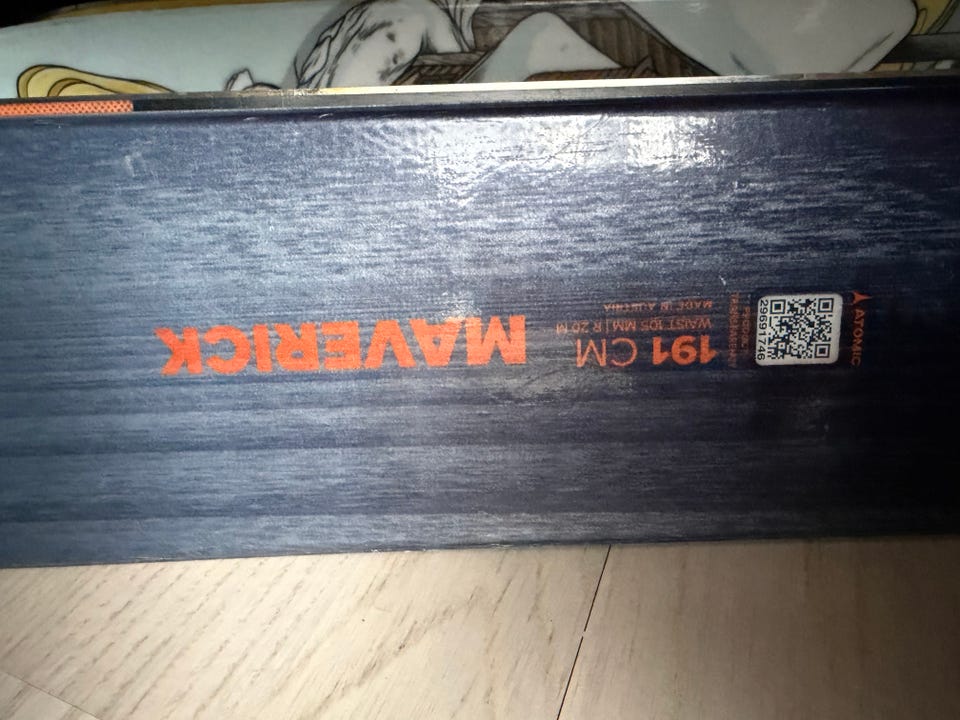 ATOMIC
29691746
191 CM
WAIST 105 MM I R 20 M
MADE IN AUSTRIA
MAVERICK